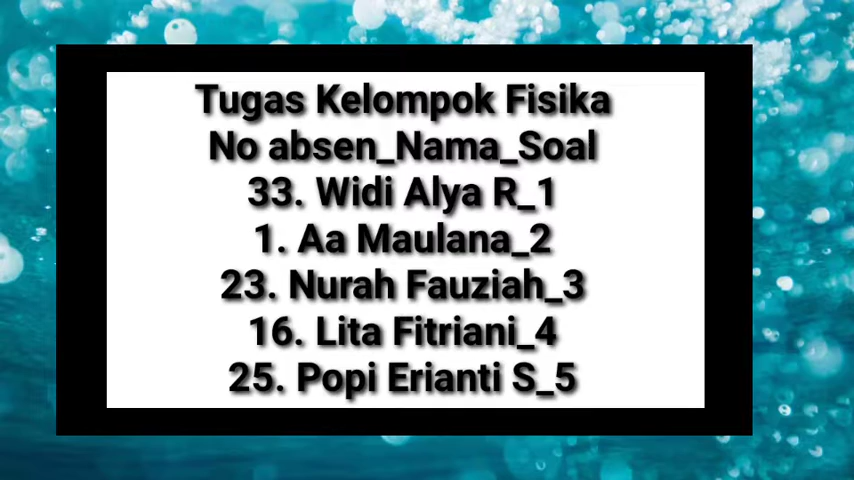 Tugas Kelompok Fisika
No absen_Nama_Soal
33. Widi Alya R_1
1. Aa Maulana_2
23. Nurah Fauziah_3
16. Lita Fitriani_4
25. Popi Erianti S_5